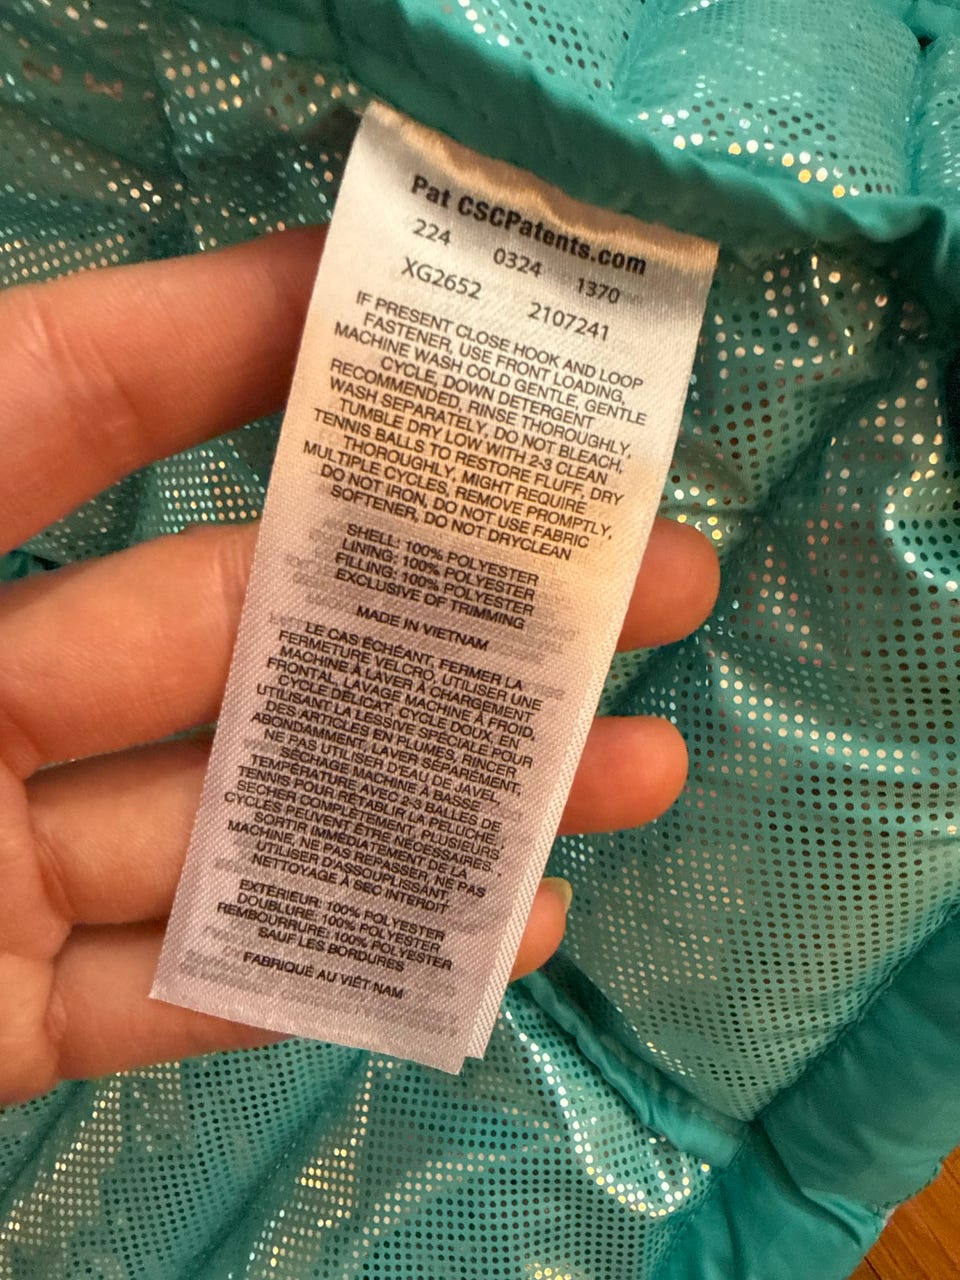 Pat CSCPatents.com
224 0324 1370
XG2652 2107241
IF PRESENT CLOSE HOOK AND LOOP
FASTENER, USE FRONT LOADING,
MACHINE WASH COLD GENTLE, GENTLE
CYCLE, DOWN DETERGENT
RECOMMENDED, RINSE THOROUGHLY,
WASH SEPARATELY, DO NOT BLEACH,
TUMBLE DRY LOW WITH 2-3 CLEAN
TENNIS BALLS TO RESTORE FLUFF, DRY
THOROUGHLY, MIGHT REQUIRE
MULTIPLE CYCLES, REMOVE PROMPTLY,
DO NOT IRON, DO NOT USE FABRIC
SOFTENER, DO NOT DRYCLEAN
SHELL: 100% POLYESTER
LINING: 100% POLYESTER
FILLING: 100% POLYESTER
EXCLUSIVE OF TRIMMING
MADE IN VIETNAM
LE CAS ÉCHÉANT, FERMER LA
FERMETURE VELCRO, UTILISER UNE
MACHINE À LAVER À CHARGEMENT
FRONTAL, LAVAGE MACHINE À FROID,
CYCLE DÉLICAT, CYCLE DOUX, EN
UTILISANT LA LESSIVE SPÉCIALE POUR
DES ARTICLES EN PLUMES, RINCER
ABONDAMMENT, LAVER SÉPARÉMENT,
NE PAS UTILISER D'EAU DE JAVEL,
SÉCHAGE MACHINE À BASSE
TEMPÉRATURE AVEC 2-3 BALLES DE
TENNIS POUR RÉTABLIR LA PELUCHE
SÉCHER COMPLÈTEMENT, PLUSIEURS
CYCLES PEUVENT ÊTRE NÉCESSAIRES,
SORTIR IMMÉDIATEMENT DE LA
MACHINE, NE PAS REPASSER, NE PAS
UTILISER D'ASSOUPLISSANT,
NETTOYAGE À SEC INTERDIT
EXTÉRIEUR: 100% POLYESTER
DOUBLURE: 100% POLYESTER
REMBOURRURE: 100% POLYESTER
SAUF LES BORDURES
FABRIQUÉ AU VIÊT NAM